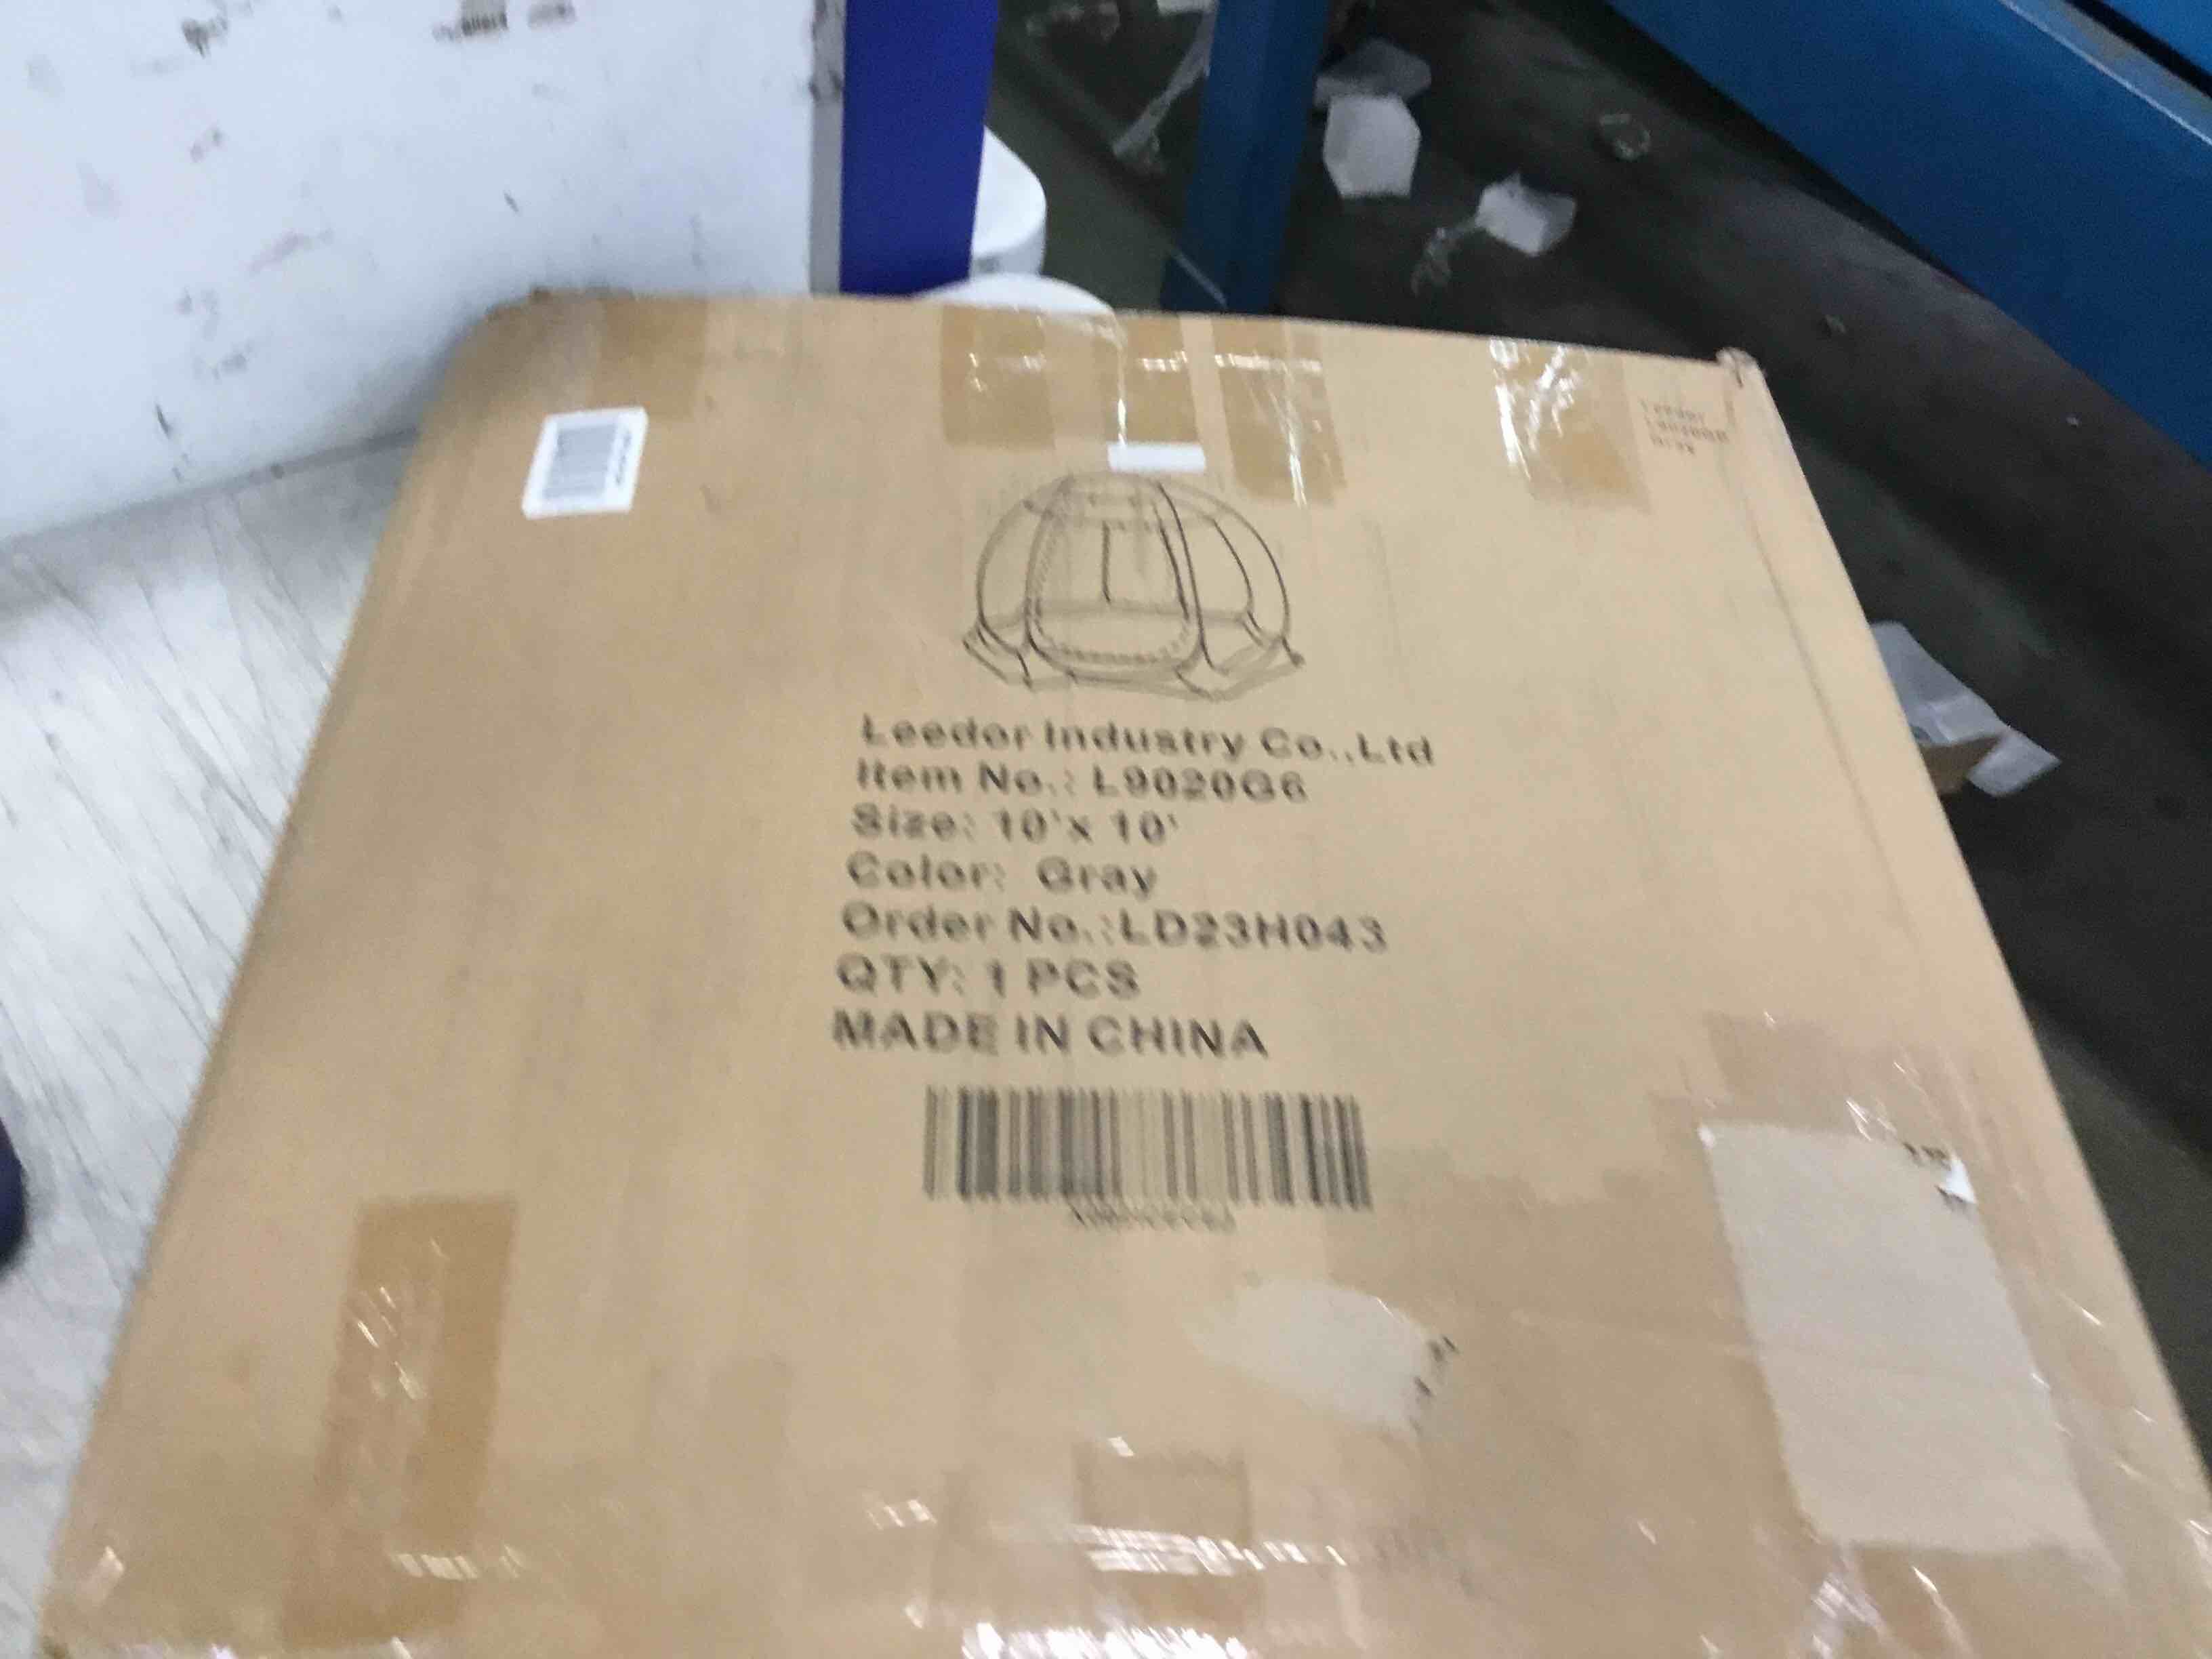 Leedor Industry Co.,Ltd
Item No.: L9020G6
Size: 10'x 10'
Color: Gray
Order No.:LD23H043
QTY: 1 PCS
MADE IN CHINA